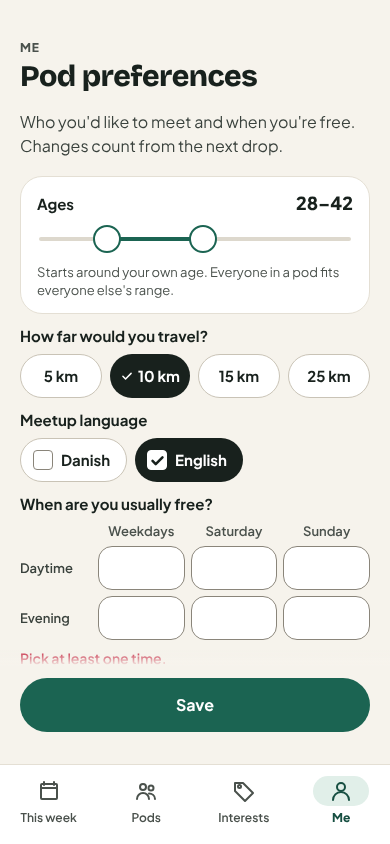 ME
Pod preferences
Who you'd like to meet and when you're free.
Changes count from the next drop.
Ages 28–42
Starts around your own age. Everyone in a pod fits
everyone else's range.
How far would you travel?
5 km 10 km 15 km 25 km
Meetup language
Danish English
When are you usually free?
Weekdays Saturday Sunday
Daytime
Evening
Pick at least one time.
Save
This week Pods Interests Me